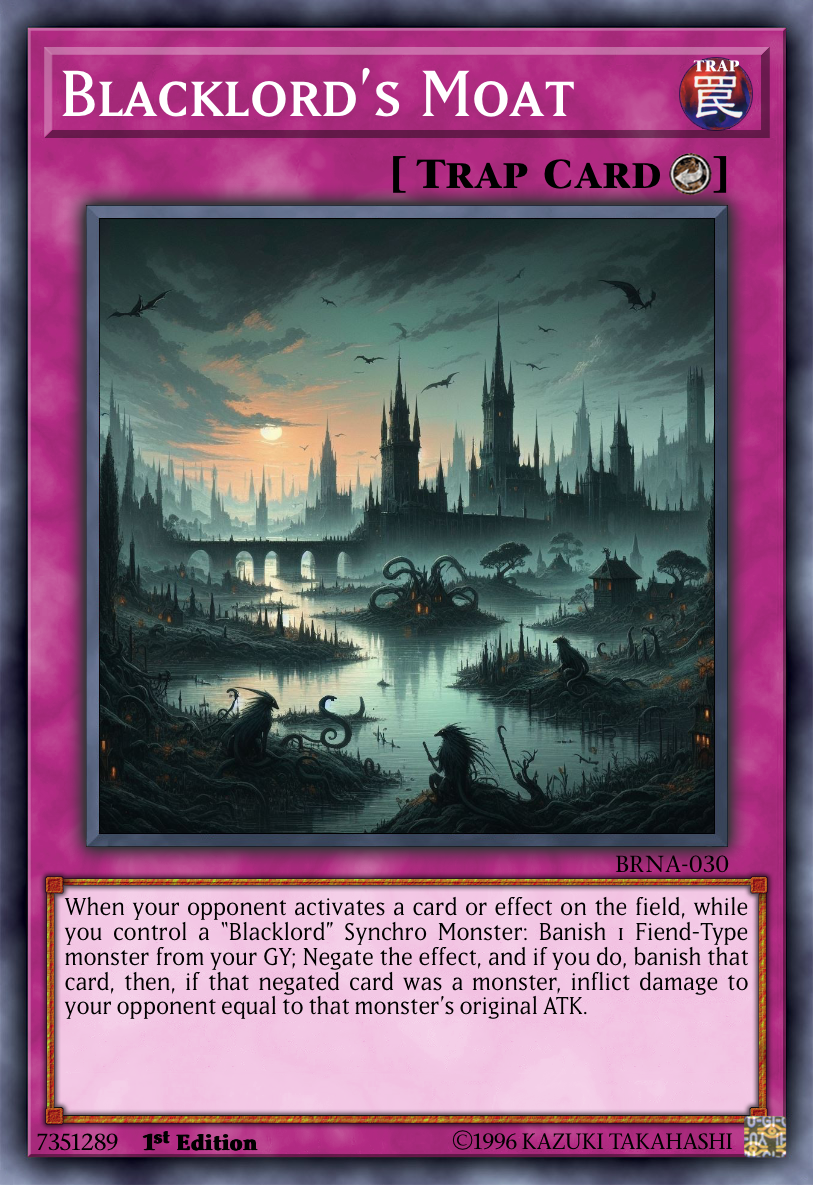 Blacklord's Moat
TRAP
罠
[ Trap Card ]
BRNA-030
When your opponent activates a card or effect on the field, while
you control a “Blacklord” Synchro Monster: Banish 1 Fiend-Type
monster from your GY; Negate the effect, and if you do, banish that
card, then, if that negated card was a monster, inflict damage to
your opponent equal to that monster's original ATK.
7351289 1st Edition ©1996 KAZUKI TAKAHASHI